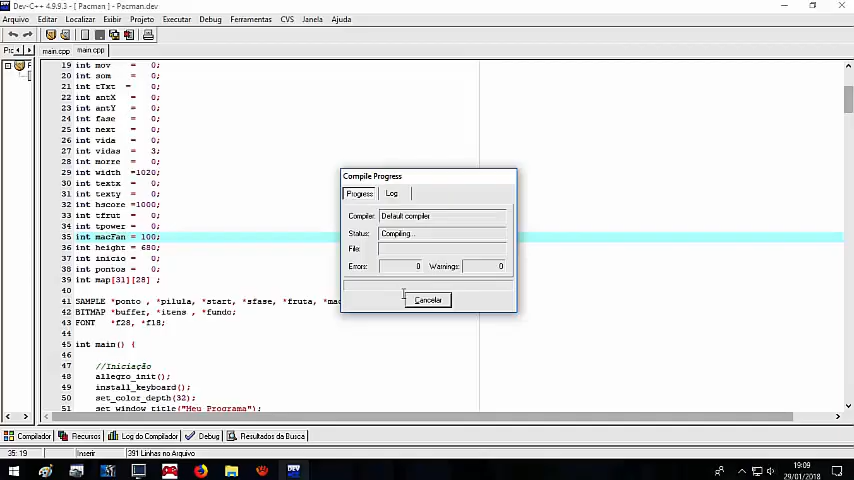 Dev-C++ 4.9.9.3 - [ Pacman ] - Pacman.dev
Arquivo Editar Localizar Exibir Projeto Executar Debug Ferramentas CVS Janela Ajuda
main.cpp main.cpp
19 int mov = 0;
20 int som = 0;
21 int tTxt = 0;
22 int antX = 0;
23 int antY = 0;
24 int fase = 0;
25 int next = 0;
26 int vida = 0;
27 int vidas = 3;
28 int morre = 0;
29 int width =1020;
30 int textx = 0;
31 int texty = 0;
32 int hscore =1000;
33 int tfrut = 0;
34 int tpower = 0;
35 int macFan = 100;
36 int height = 680;
37 int inicio = 0;
38 int pontos = 0;
39 int map[31][28] ;
40
41 SAMPLE *ponto , *pilula, *start, *sfase, *fruta,
42 BITMAP *buffer, *itens , *fundo;
43 FONT *f28, *f18;
44
45 int main() {
46
47 //Iniciação
48 allegro_init();
49 install_keyboard();
50 set_color_depth(32);
51 set_window_title("Meu Programa");
Compile Progress
Progress Log
Compiler: Default compiler
Status: Compiling...
File:
Errors: 0 Warnings: 0
Cancelar
Compilador Recursos Log do Compilador Debug Resultados da Busca
35: 19 Inserir 391 Linhas no Arquivo
DEV
19:09
29/01/2018